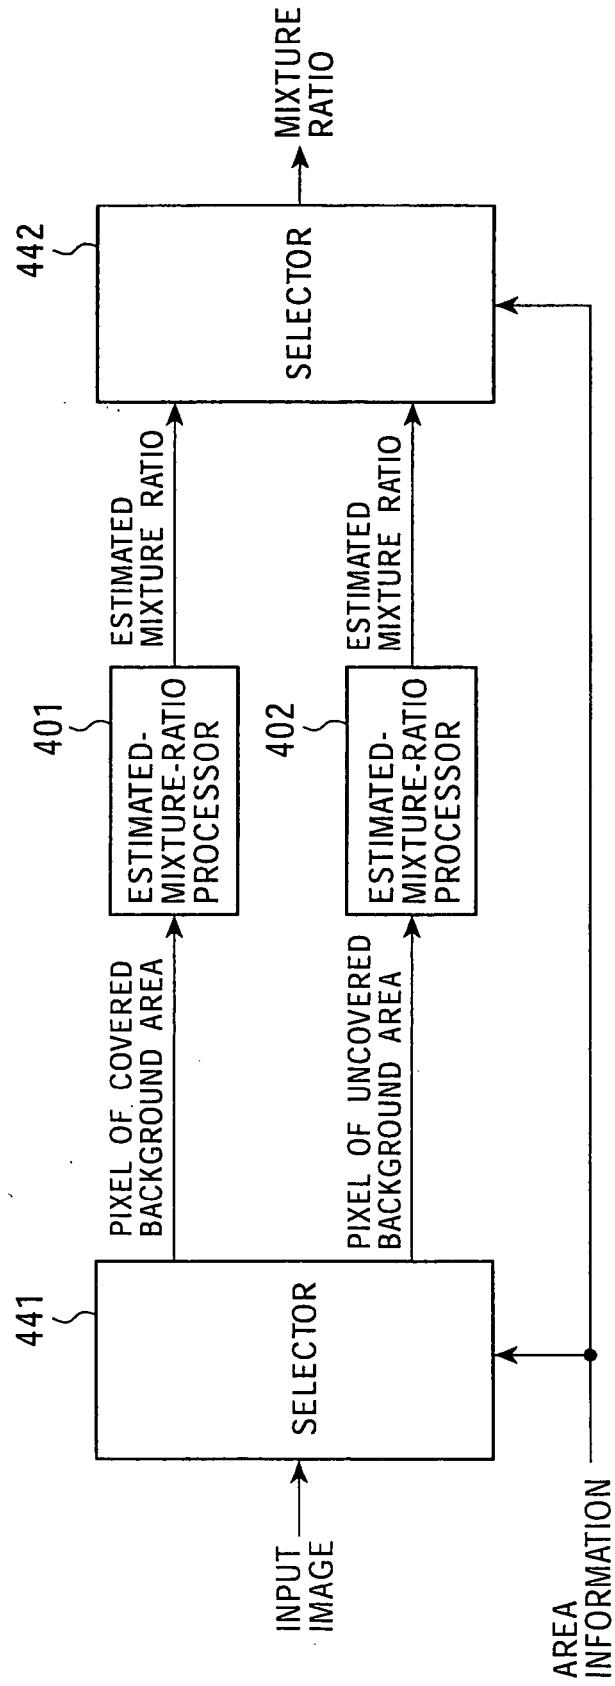 INPUT
IMAGE
AREA
INFORMATION
441
SELECTOR
PIXEL OF COVERED
BACKGROUND AREA
PIXEL OF UNCOVERED
BACKGROUND AREA
401
ESTIMATED-
MIXTURE-RATIO
PROCESSOR
402
ESTIMATED-
MIXTURE-RATIO
PROCESSOR
ESTIMATED
MIXTURE RATIO
ESTIMATED
MIXTURE RATIO
442
SELECTOR
MIXTURE
RATIO